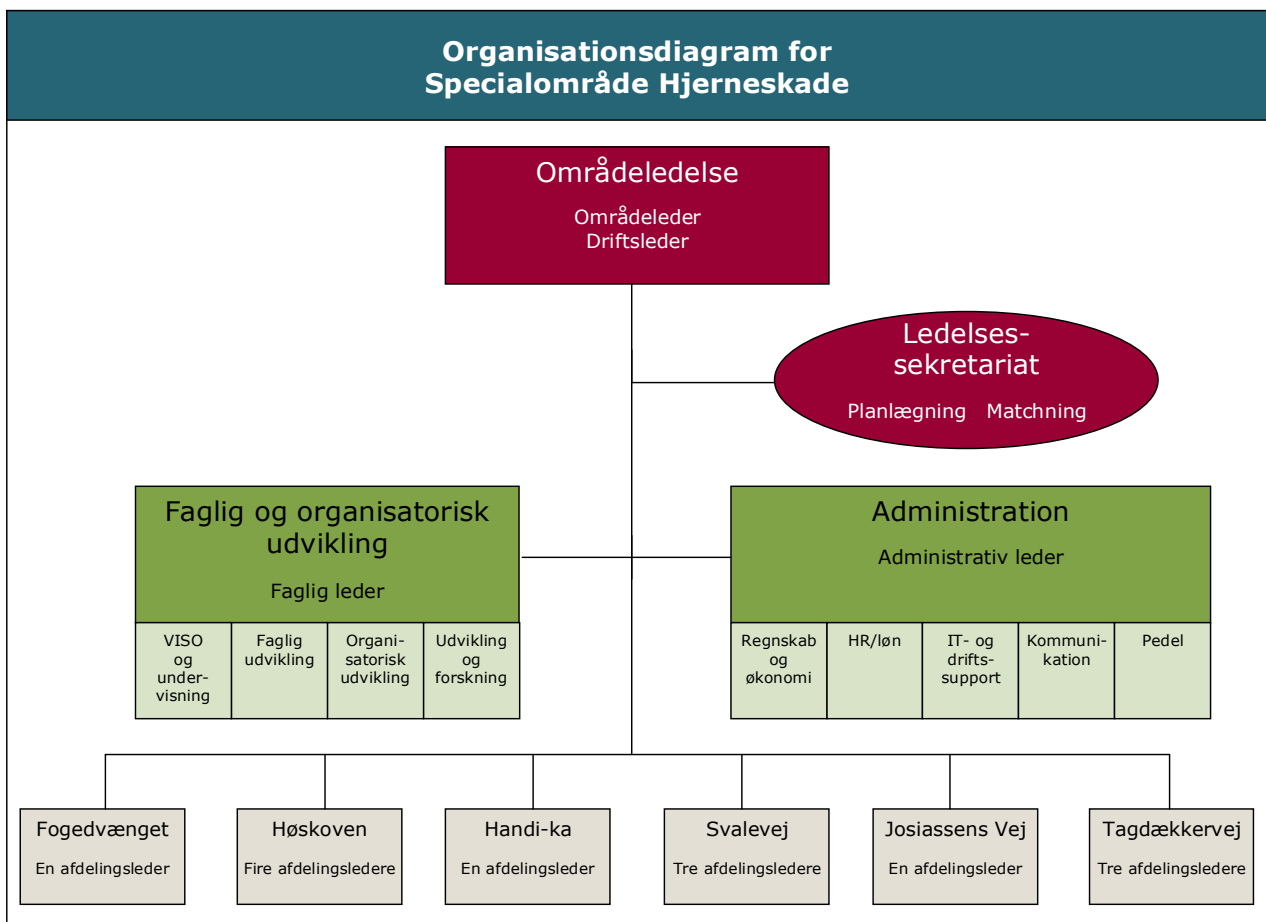 Organisationsdiagram for
Specialområde Hjerneskade
Områdeledelse
Områdeleder
Driftsleder
Ledelses-
sekretariat
Planlægning Matchning
Faglig og organisatorisk
udvikling
Faglig leder
VISO
og
under-
visning
Faglig
udvikling
Organi-
satorisk
udvikling
Udvikling
og
forskning
Administration
Administrativ leder
Regnskab
og
økonomi
HR/løn
IT- og
drifts-
support
Kommuni-
kation
Pedel
Fogedvænget
En afdelingsleder
Høskoven
Fire afdelingsledere
Handi-ka
En afdelingsleder
Svalevej
Tre afdelingsledere
Josiassens Vej
En afdelingsleder
Tagdækkervej
Tre afdelingsledere